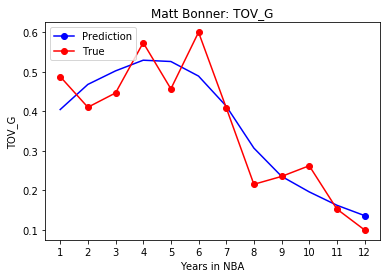 Matt Bonner: TOV_G
Prediction
True
0.6
0.5
0.4
0.3
0.2
0.1
TOV_G
1 2 3 4 5 6 7 8 9 10 11 12
Years in NBA